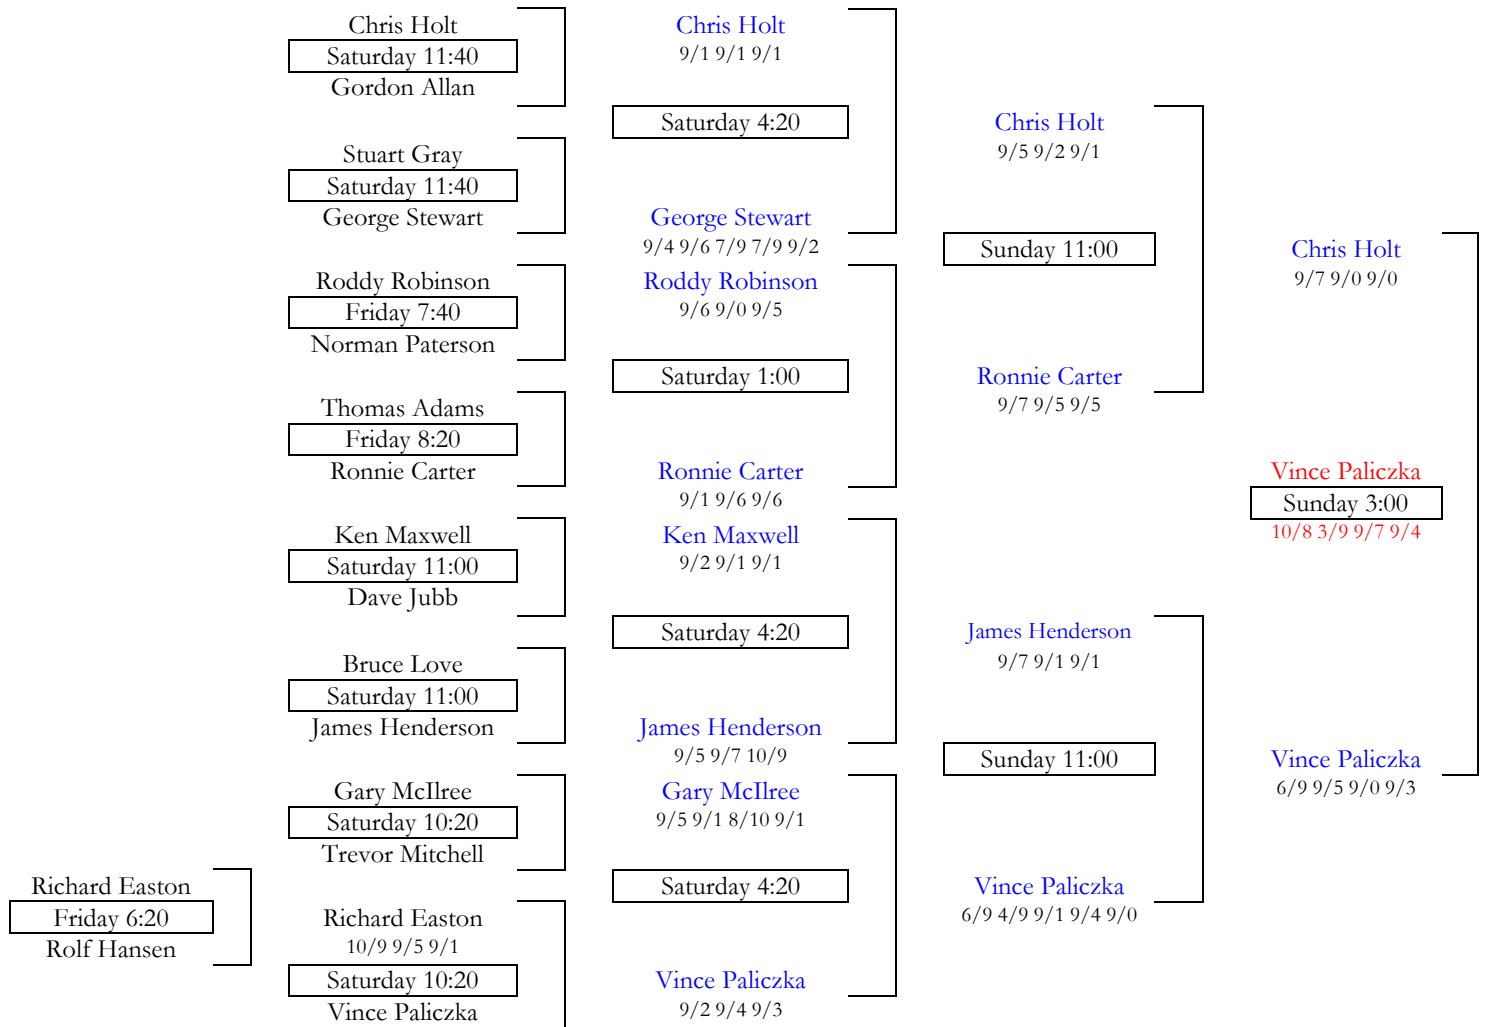 Chris Holt
Saturday 11:40
Gordon Allan
Stuart Gray
Saturday 11:40
George Stewart
Roddy Robinson
Friday 7:40
Norman Paterson
Thomas Adams
Friday 8:20
Ronnie Carter
Ken Maxwell
Saturday 11:00
Dave Jubb
Bruce Love
Saturday 11:00
James Henderson
Gary McIlree
Saturday 10:20
Trevor Mitchell
Richard Easton
Friday 6:20
Rolf Hansen
Richard Easton
10/9 9/5 9/1
Saturday 10:20
Vince Paliczka
Chris Holt
9/1 9/1 9/1
Saturday 4:20
George Stewart
9/4 9/6 7/9 7/9 9/2
Roddy Robinson
9/6 9/0 9/5
Saturday 1:00
Ronnie Carter
9/1 9/6 9/6
Ken Maxwell
9/2 9/1 9/1
Saturday 4:20
James Henderson
9/5 9/7 10/9
Gary McIlree
9/5 9/1 8/10 9/1
Saturday 4:20
Vince Paliczka
9/2 9/4 9/3
Chris Holt
9/5 9/2 9/1
Sunday 11:00
Ronnie Carter
9/7 9/5 9/5
James Henderson
9/7 9/1 9/1
Sunday 11:00
Vince Paliczka
6/9 4/9 9/1 9/4 9/0
Chris Holt
9/7 9/0 9/0
Vince Paliczka
Sunday 3:00
10/8 3/9 9/7 9/4
Vince Paliczka
6/9 9/5 9/0 9/3